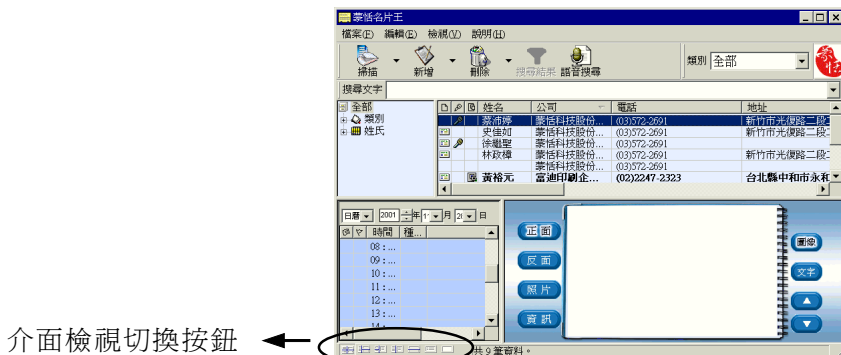 蒙恬名片王
檔案(F) 編輯(E) 檢視(V) 說明(H)
掃描 新增 刪除 搜尋結果 語音搜尋 類別 全部
搜尋文字
全部
類別
姓氏
姓名 公司 電話 地址
蔡沛婷 蒙恬科技股份... (03)572-2691 新竹市光復路二段
史佳如 蒙恬科技股份... (03)572-2691
徐繼聖 蒙恬科技股份... (03)572-2691
林政樟 蒙恬科技股份... (03)572-2691 新竹市光復路二段
蒙恬科技股份... (03)572-2691
黃裕元 富迪印刷企... (02)2247-2323 台北縣中和市永和
日曆 2001 年 月 日
時間 種...
08 : ...
09 : ...
10 : ...
11 : ...
12 : ...
13 : ...
14 : ...
正面
反面
照片
資訊
圖像
文字
共 9 筆資料。
介面檢視切換按鈕